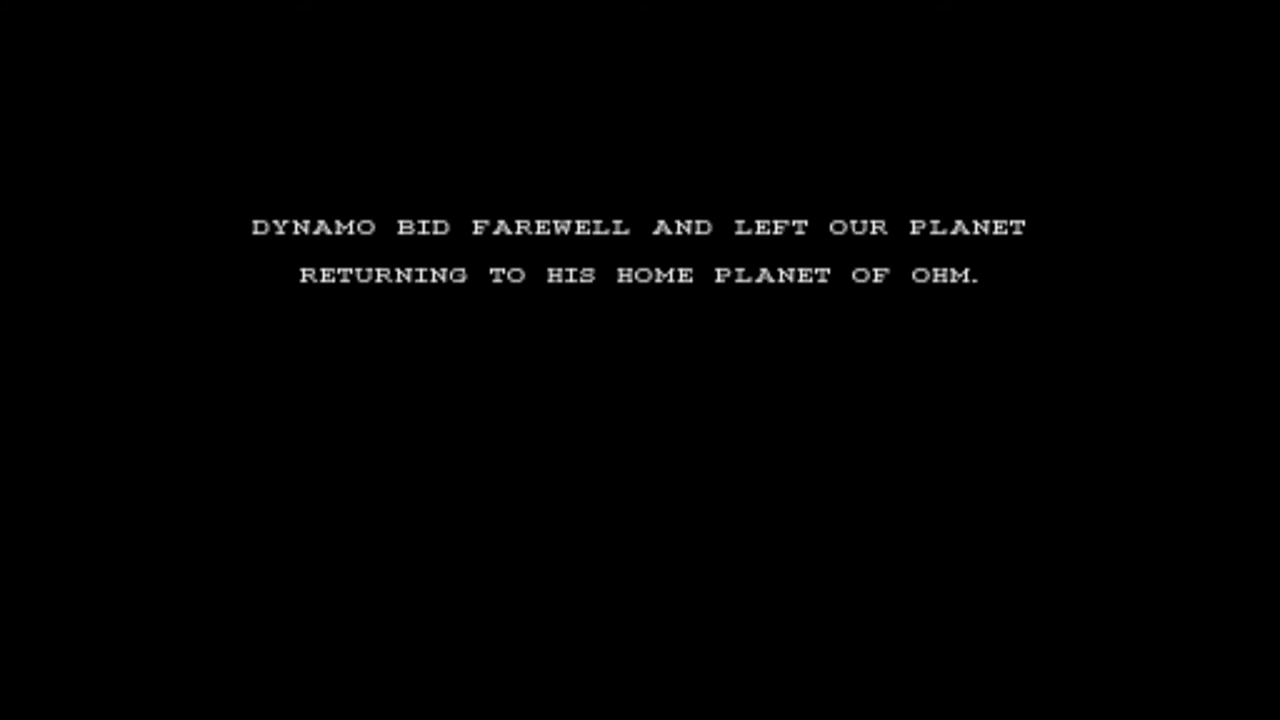 DYNAMO BID FAREWELL AND LEFT OUR PLANET
RETURNING TO HIS HOME PLANET OF OHM.